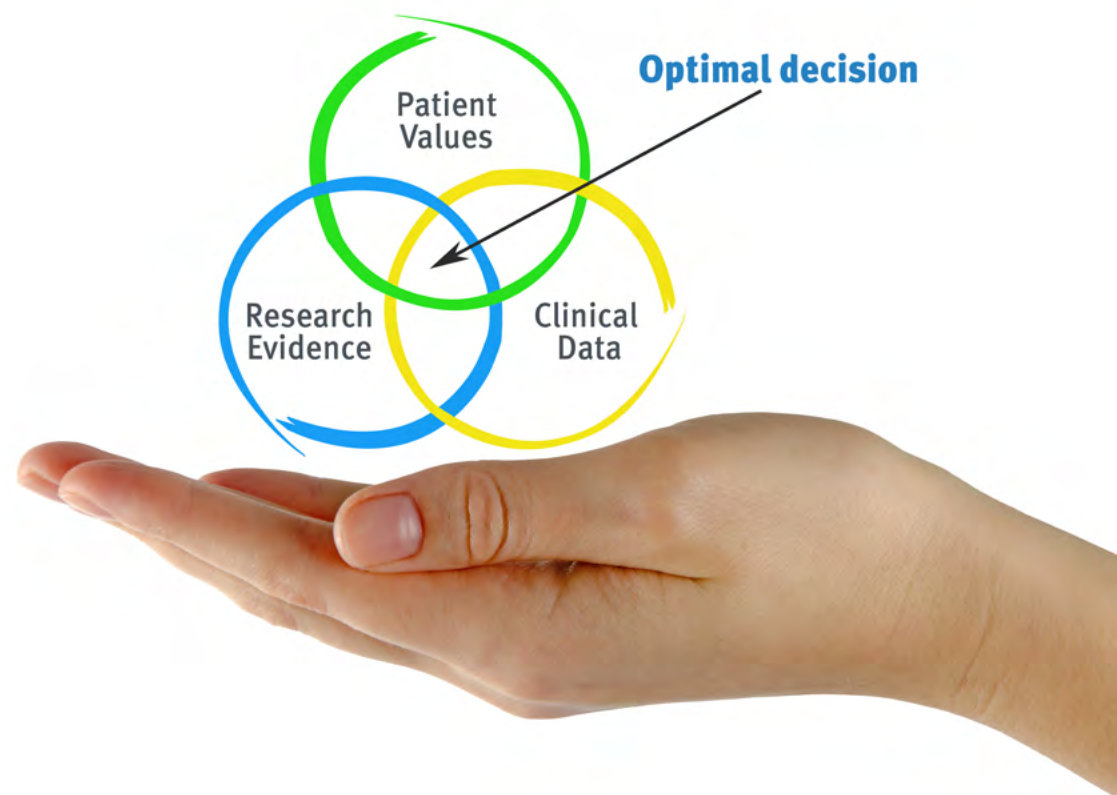 Optimal decision
Patient
Values
Research
Evidence
Clinical
Data